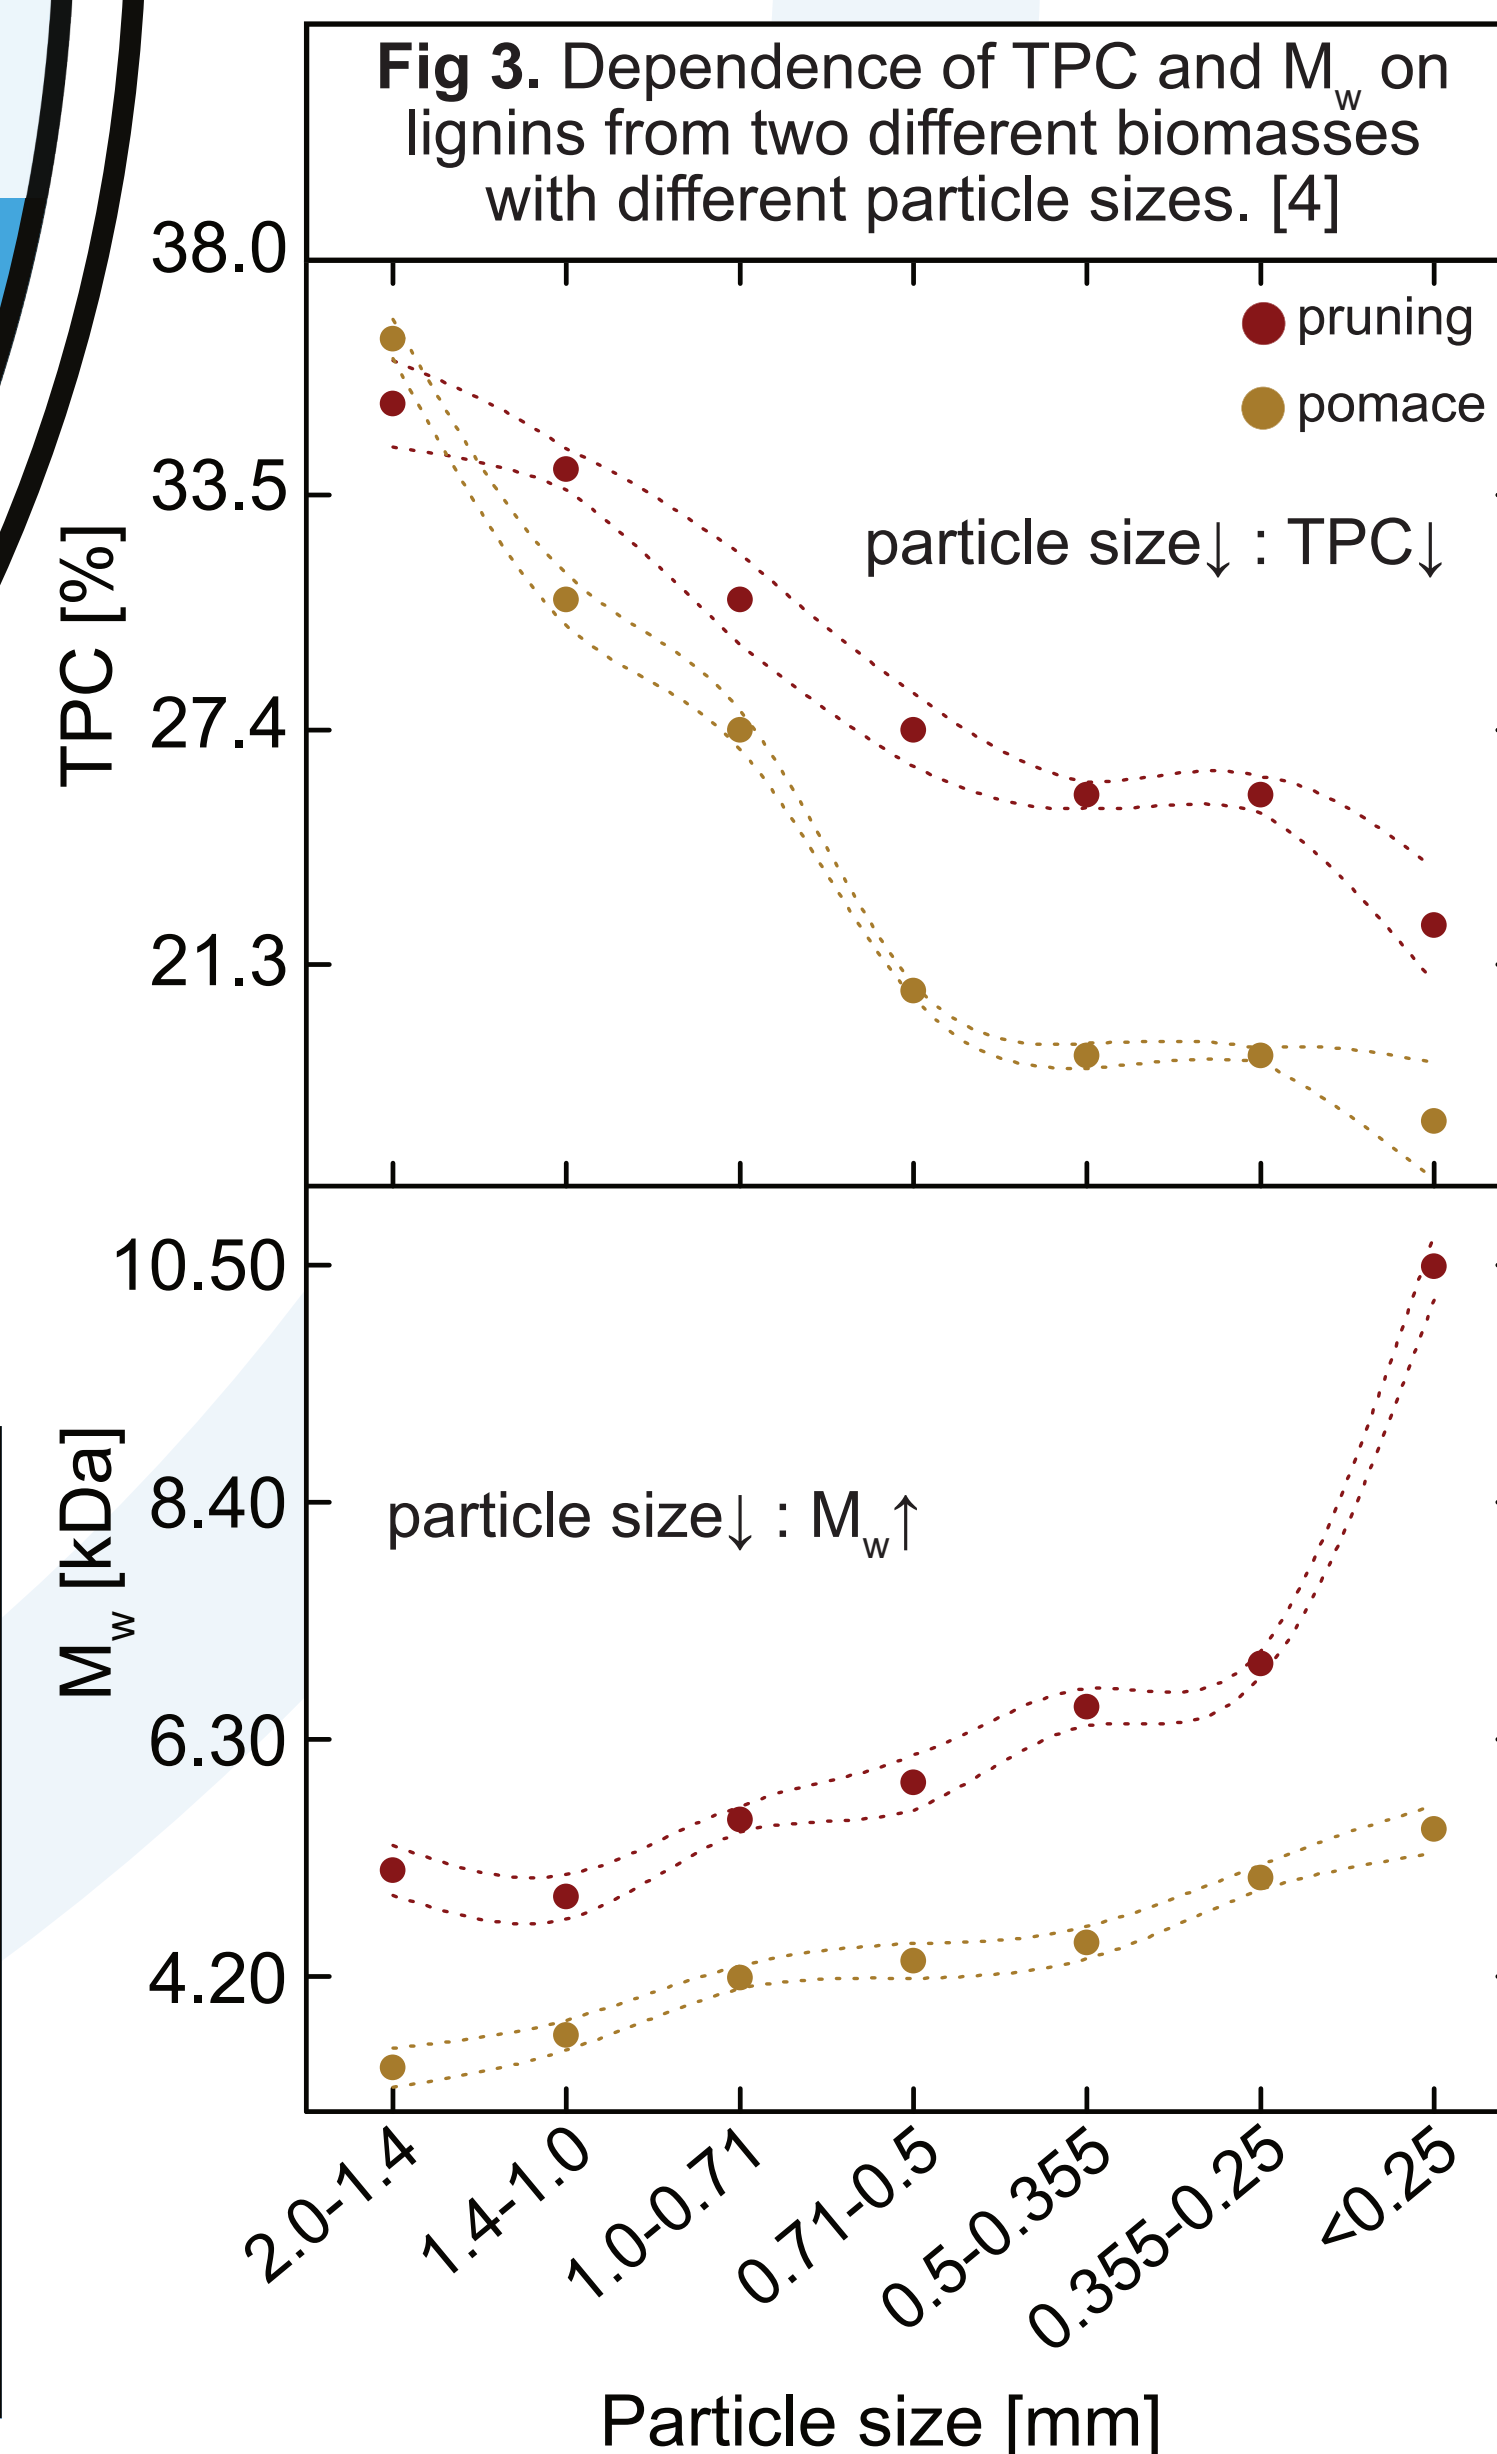 Fig 3. Dependence of TPC and Mw on
lignins from two different biomasses
with different particle sizes. [4]
38.0
33.5
27.4
21.3
TPC [%]
pruning
pomace
particle size↓ : TPC↓
10.50
8.40
6.30
4.20
Mw [kDa]
particle size↓ : Mw↑
2.0-1.4
1.4-1.0
1.0-0.71
0.71-0.5
0.5-0.355
0.355-0.25
<0.25
Particle size [mm]